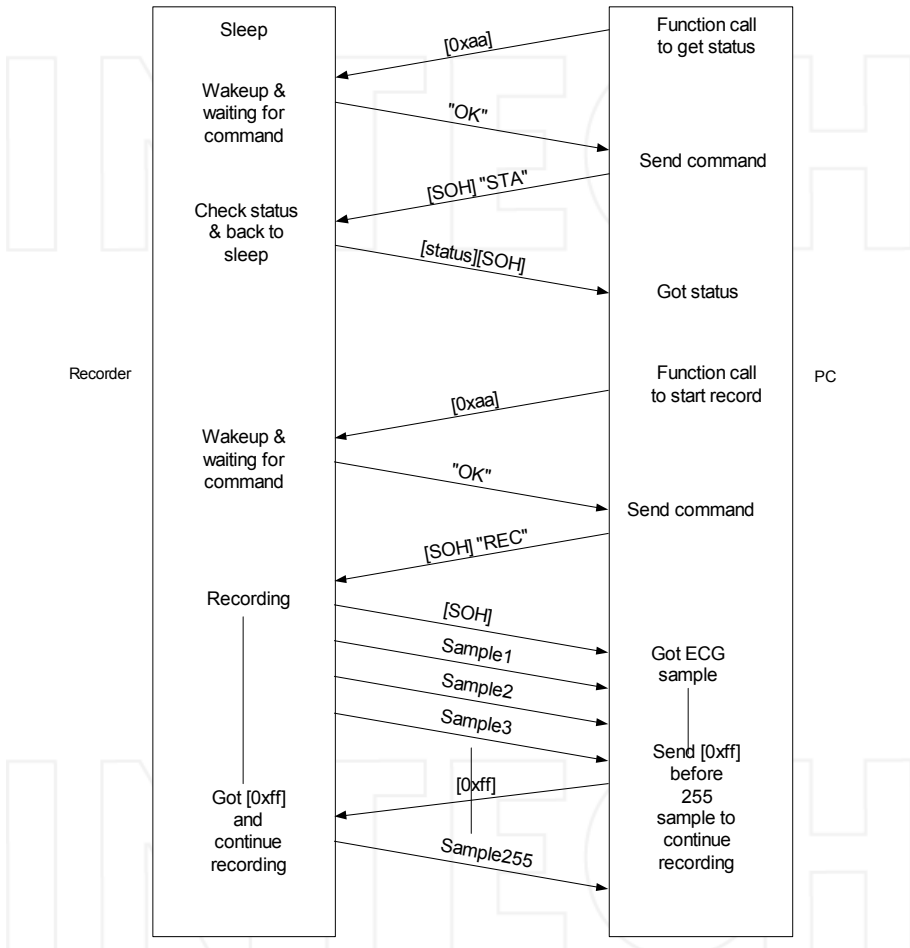 Sleep
Function call
to get status
[0xaa]
Wakeup &
waiting for
command
"OK"
Send command
[SOH] "STA"
Check status
& back to
sleep
[status][SOH]
Got status
Recorder
PC
Function call
to start record
[0xaa]
Wakeup &
waiting for
command
"OK"
Send command
[SOH] "REC"
Recording
[SOH]
Sample1
Got ECG
sample
Sample2
Sample3
Send [0xff]
before
255
sample to
continue
recording
[0xff]
Got [0xff]
and
continue
recording
Sample255
INTECH
INTECH